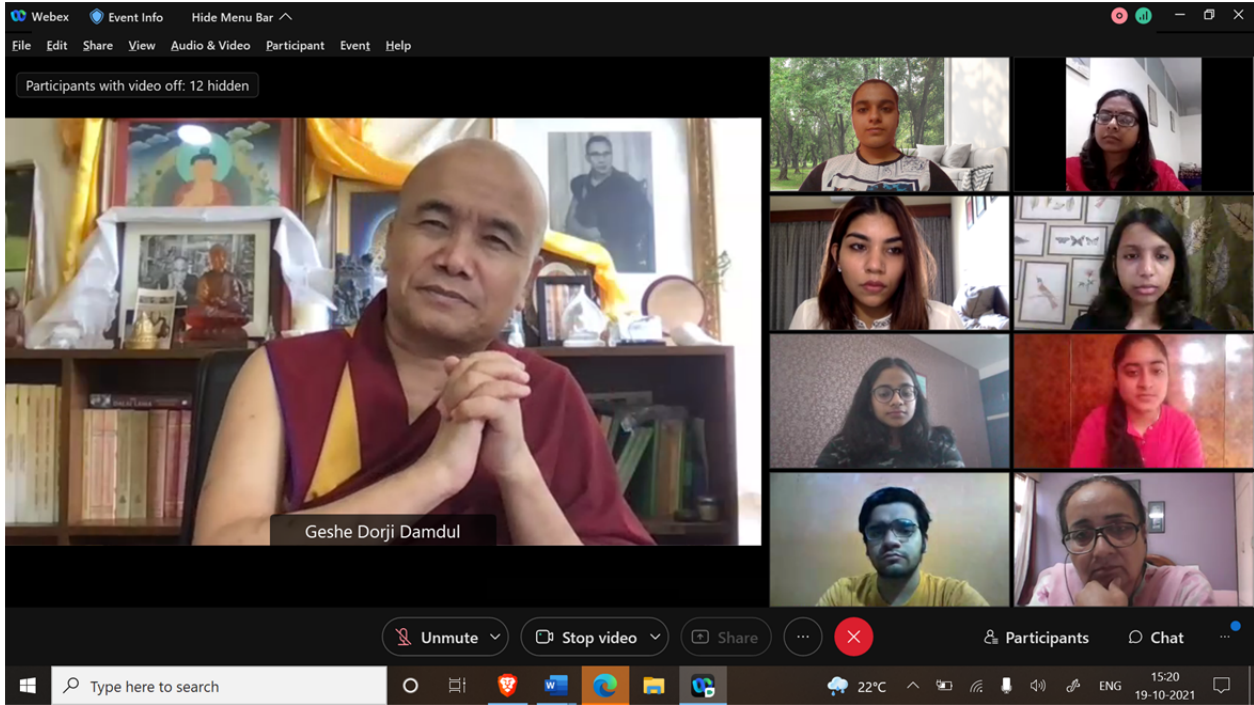 Webex Event Info Hide Menu Bar
File Edit Share View Audio & Video Participant Event Help
Participants with video off: 12 hidden
DALAI LAMA
Geshe Dorji Damdul
Unmute Stop video Share Participants Chat
Type here to search
W
22°C
ENG
15:20
19-10-2021